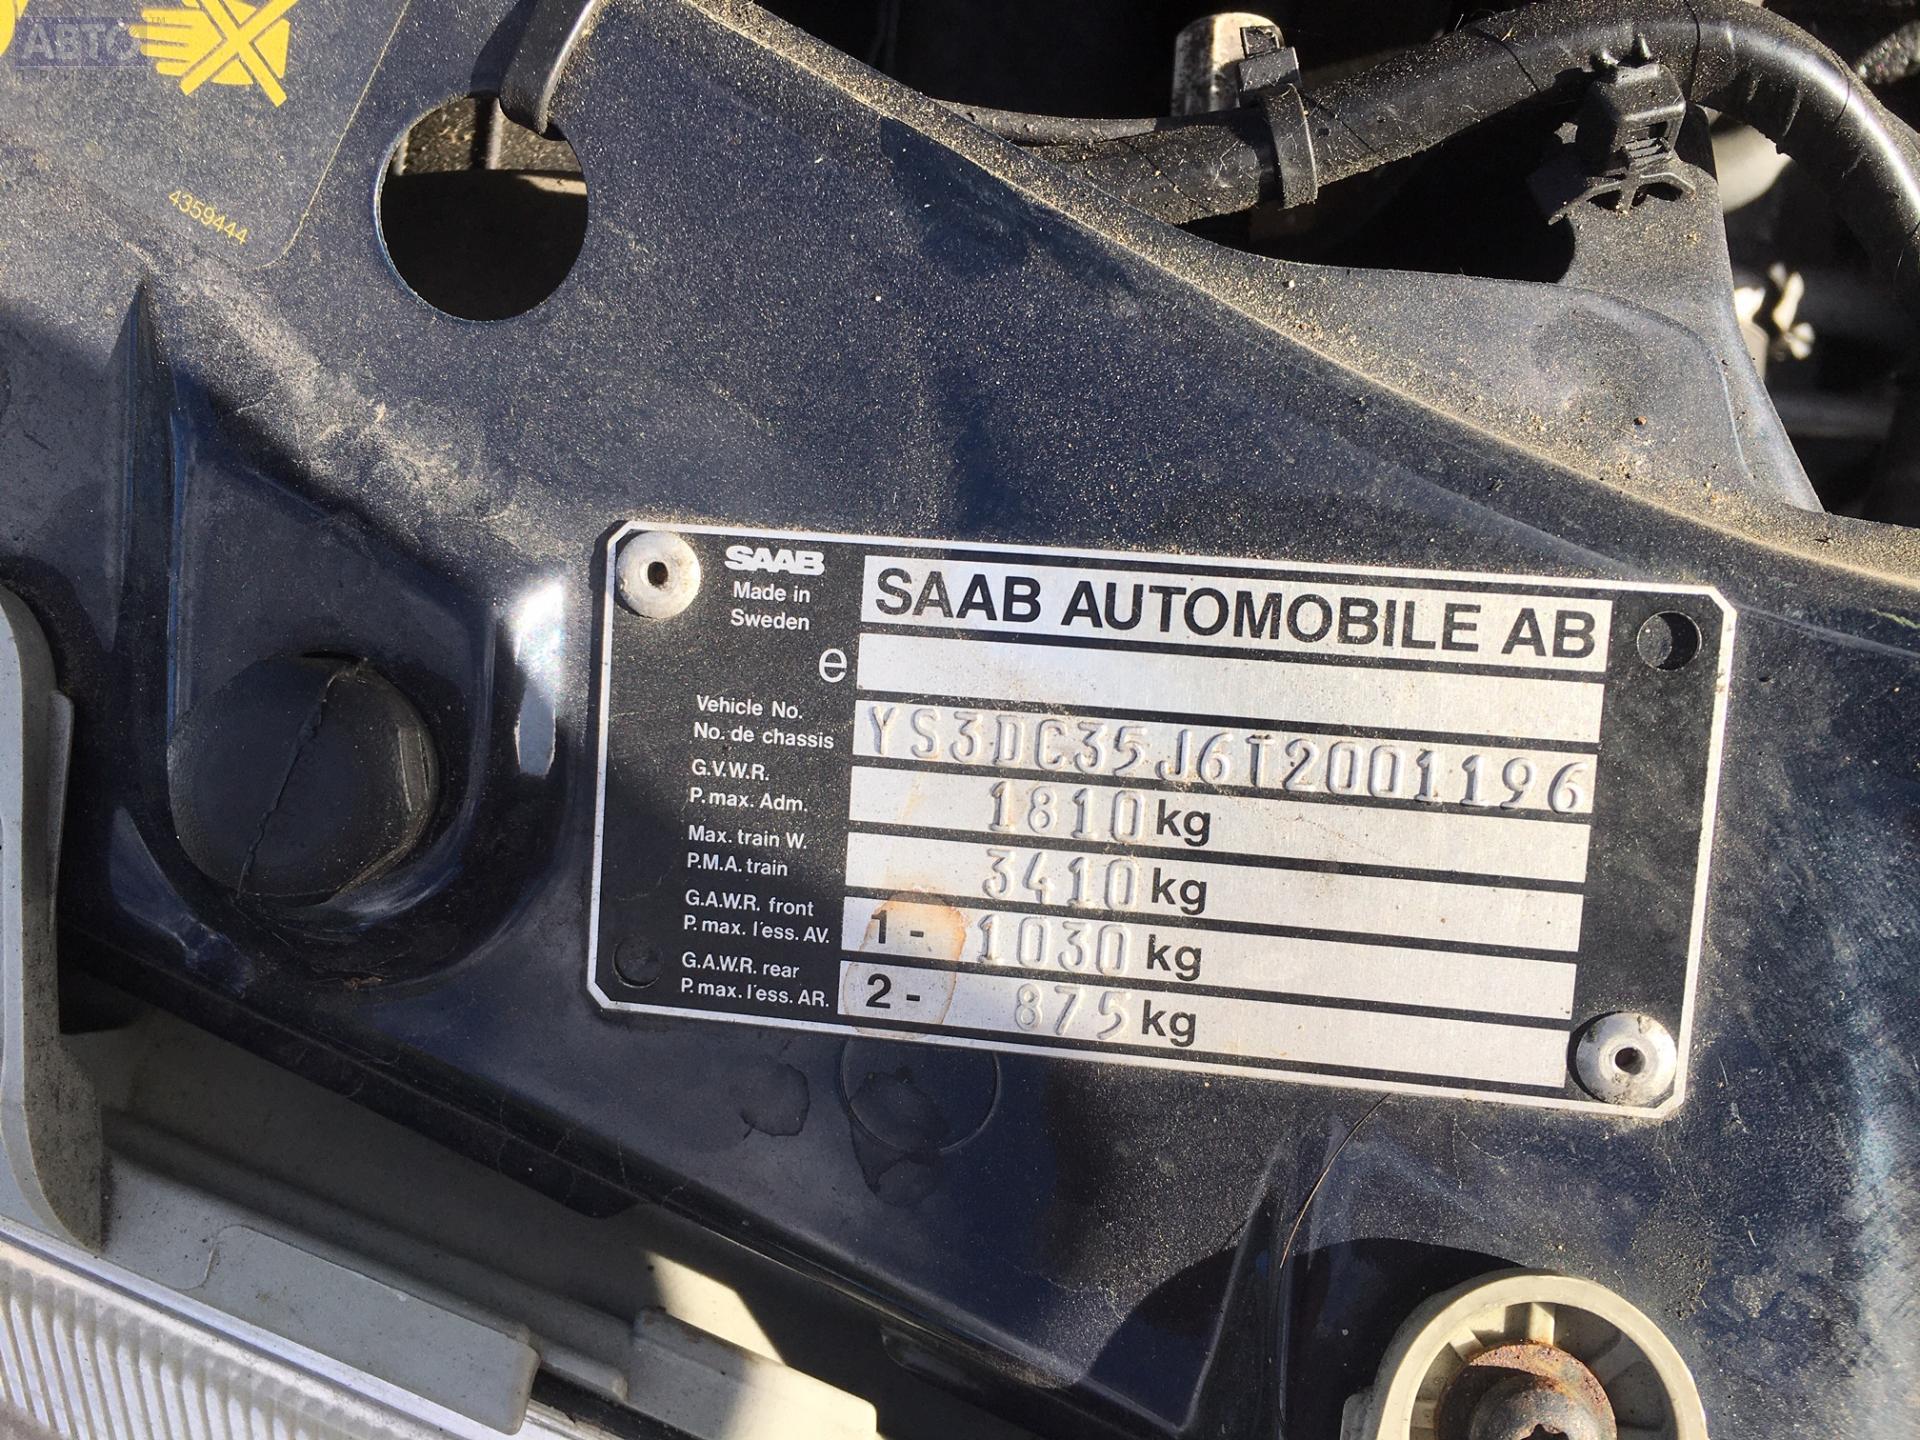 АВТО
4359444
SAAB
Made in
Sweden
SAAB AUTOMOBILE AB
e
Vehicle No.
No. de chassis
YS3DC35J6T2001196
G.V.W.R.
P.max. Adm.
1810 kg
Max. train W.
P.M.A. train
3410 kg
G.A.W.R. front
P.max. l'ess. AV.
1- 1030 kg
G.A.W.R. rear
P.max. l'ess. AR.
2- 875 kg